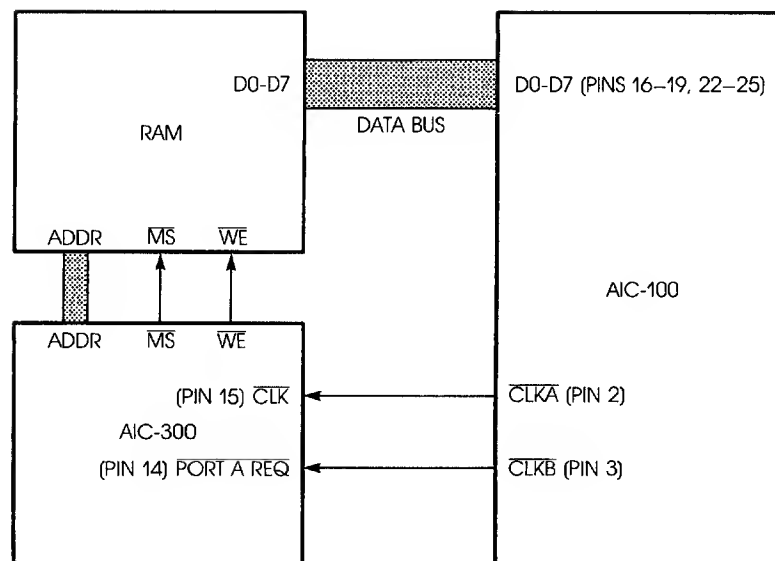 D0-D7
D0-D7 (PINS 16–19, 22–25)
DATA BUS
RAM
ADDR
MS
WE
AIC-100
ADDR
MS
WE
(PIN 15) CLK
CLKA (PIN 2)
AIC-300
(PIN 14) PORT A REQ
CLKB (PIN 3)